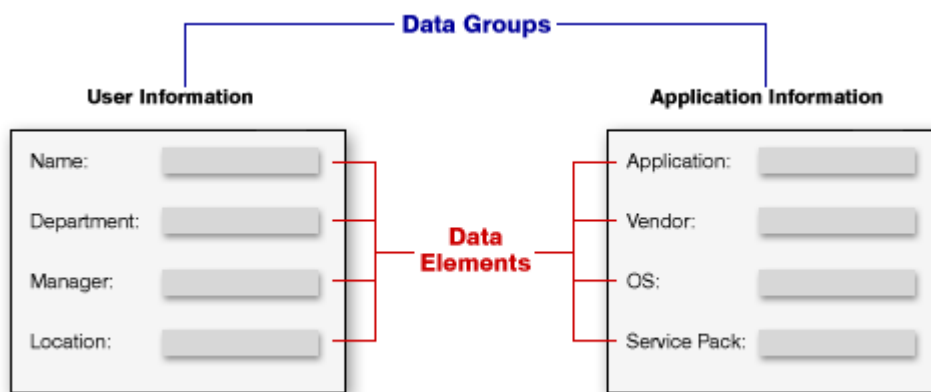 Data Groups
User Information
Application Information
Name:
Department:
Manager:
Location:
Data
Elements
Application:
Vendor:
OS:
Service Pack: